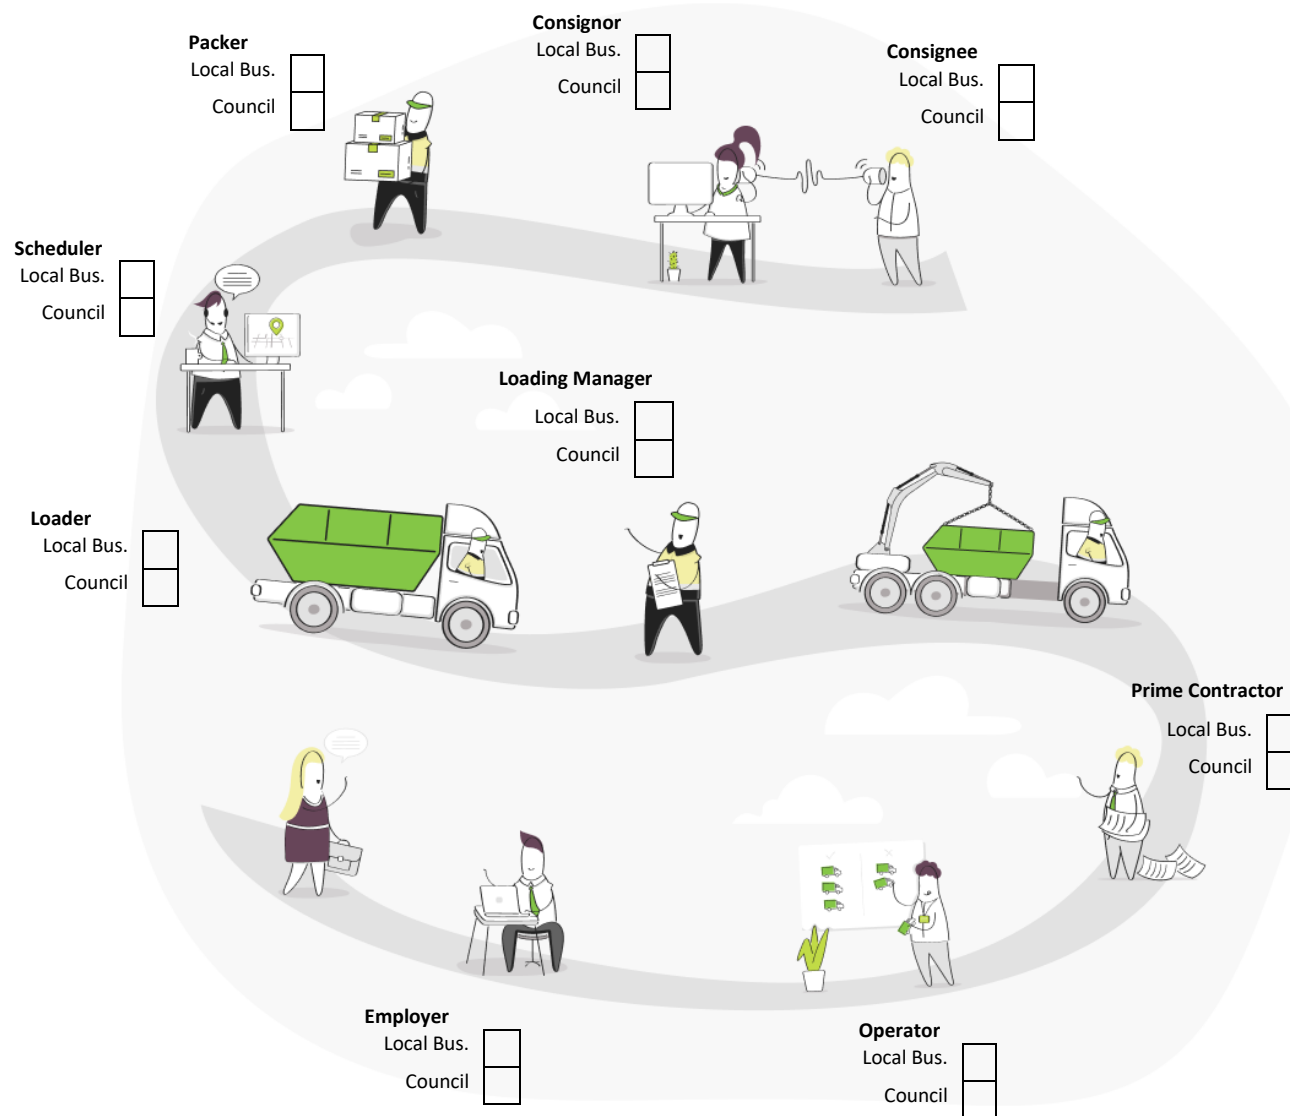 Consignor
Local Bus.
Council
Packer
Local Bus.
Council
Consignee
Local Bus.
Council
Scheduler
Local Bus.
Council
Loading Manager
Local Bus.
Council
Loader
Local Bus.
Council
Prime Contractor
Local Bus.
Council
Employer
Local Bus.
Council
Operator
Local Bus.
Council